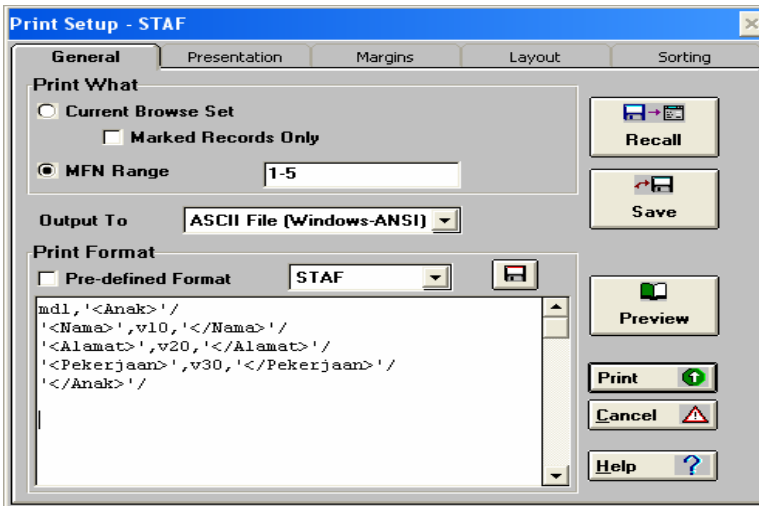 Print Setup - STAF
General Presentation Margins Layout Sorting
Print What
Current Browse Set
Marked Records Only
MFN Range 1-5
Recall
Save
Output To ASCII File (Windows-ANSI)
Print Format
Pre-defined Format STAF
mdl,'<Anak>'/
'<Nama>',v10,'</Nama>'/
'<Alamat>',v20,'</Alamat>'/
'<Pekerjaan>',v30,'</Pekerjaan>'/
'</Anak>'/
Preview
Print
Cancel
Help